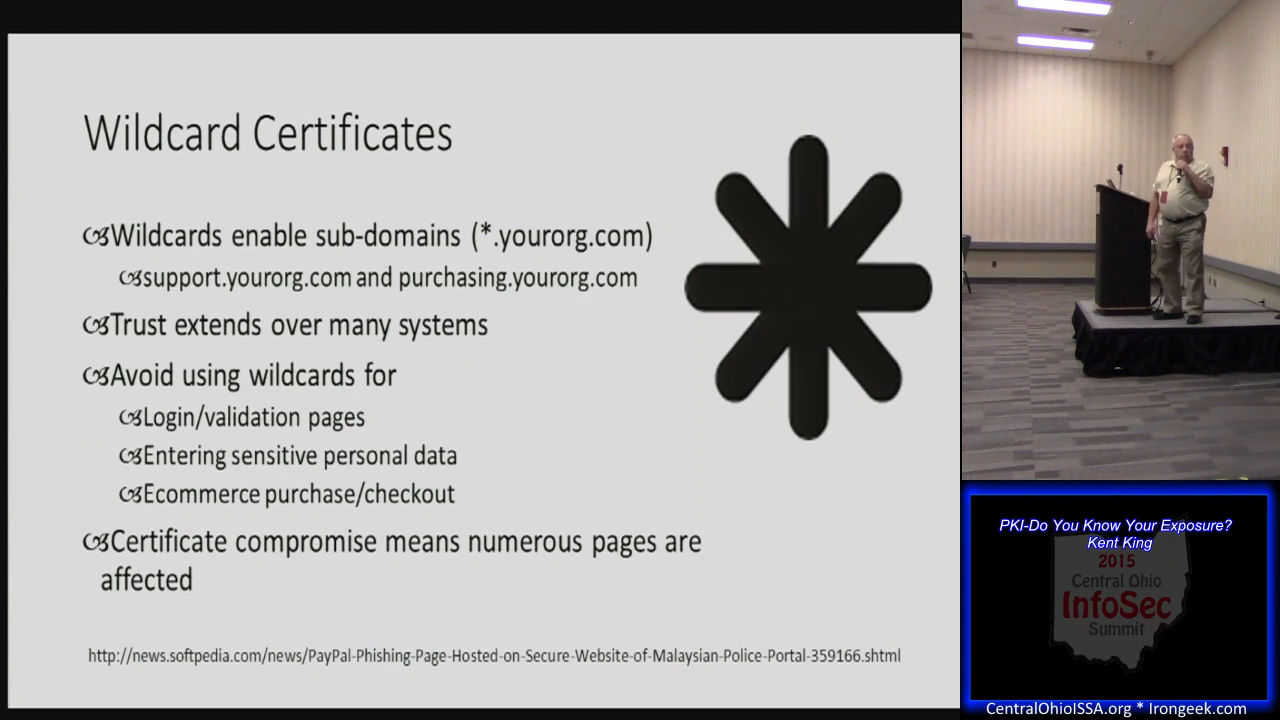 Wildcard Certificates
Wildcards enable sub-domains (*.yourorg.com)
support.yourorg.com and purchasing.yourorg.com
Trust extends over many systems
Avoid using wildcards for
Login/validation pages
Entering sensitive personal data
Ecommerce purchase/checkout
Certificate compromise means numerous pages are
affected
http://news.softpedia.com/news/PayPal-Phishing-Page-Hosted-on-Secure-Website-of-Malaysian-Police-Portal-359166.shtml
PKI-Do You Know Your Exposure?
Kent King
2015
Central Ohio
InfoSec
Summit
CentralOhioISSA.org * Irongeek.com